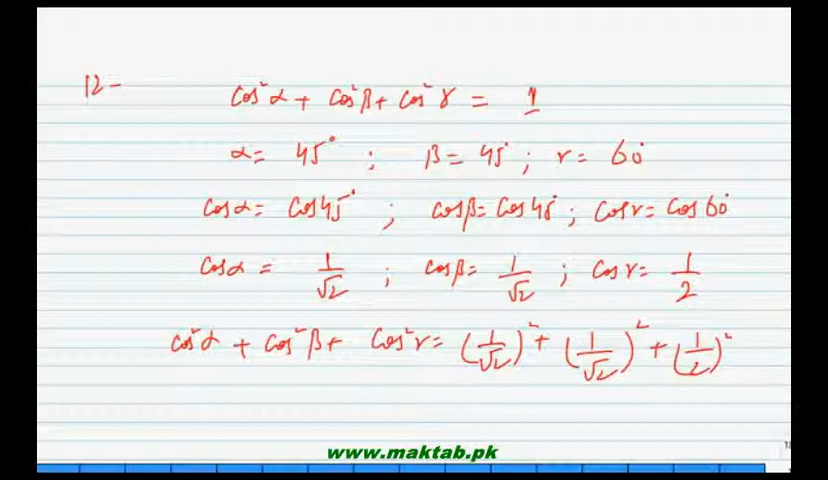 12-
cos²α + cos²β + cos²γ = 1
α = 45° ; β = 45° ; γ = 60°
cosα = cos45° ; cosβ = cos45° ; cosγ = cos60°
cosα = 1/√2 ; cosβ = 1/√2 ; cosγ = 1/2
cos²α + cos²β + cos²γ = (1/√2)² + (1/√2)² + (1/2)²
www.maktab.pk